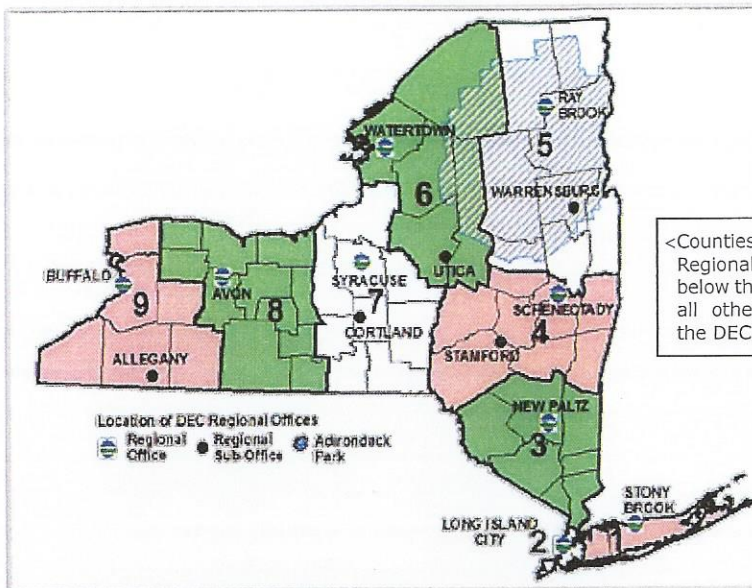 RAY
BROOK
5
WATERTOWN
6
WARRENSBURG
<Counties
Regional
below th
all othe
the DEC
BUFFALO
9
AVON
8
SYRACUSE
7
UTICA
CORTLAND
SCHENECTADY
4
STAMFORD
ALLEGANY
Location of DEC Regional Offices
Regional Office
Regional Sub Office
Adirondack Park
NEW PALTZ
3
STONY
BROOK
LONG ISLAND
CITY
2